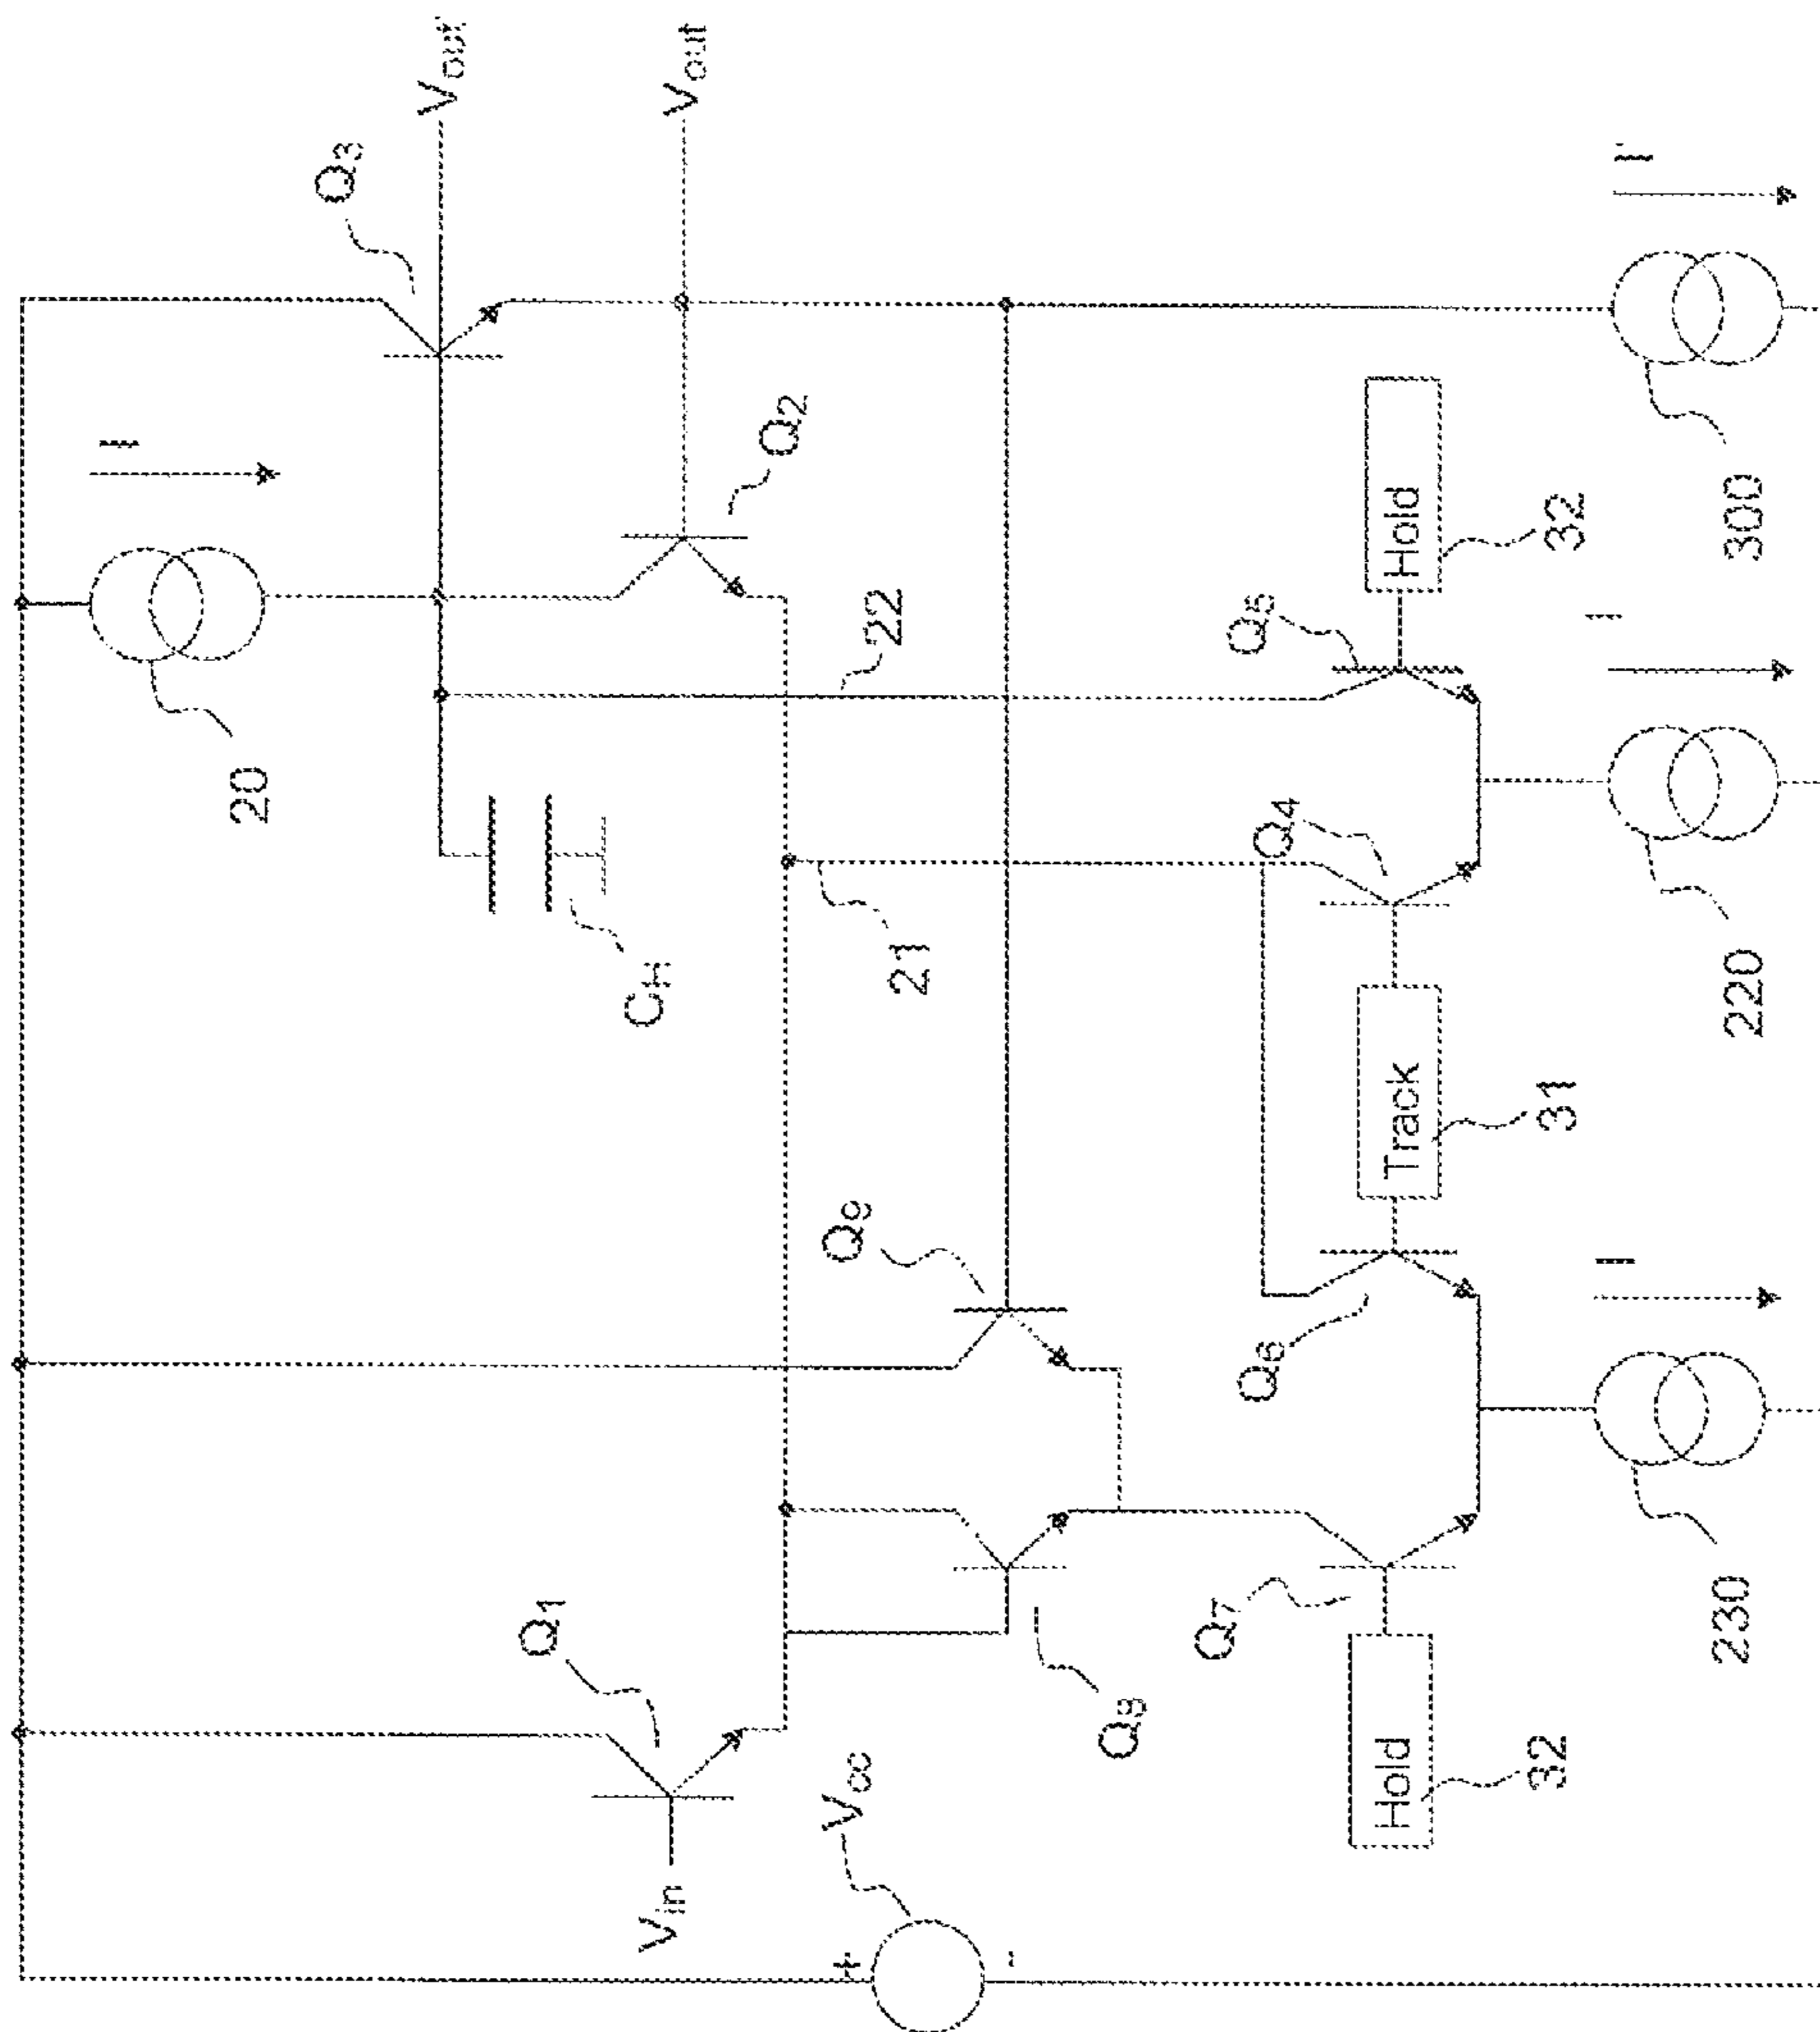 Vout
Vout
Q3
I
20
Q2
22
CH
21
Q9
Q1
Vin
Vcc
+
-
Q8
Q7
Hold
32
Q6
Track
31
Q4
Q5
Hold
32
230
I
220
I
300
I'